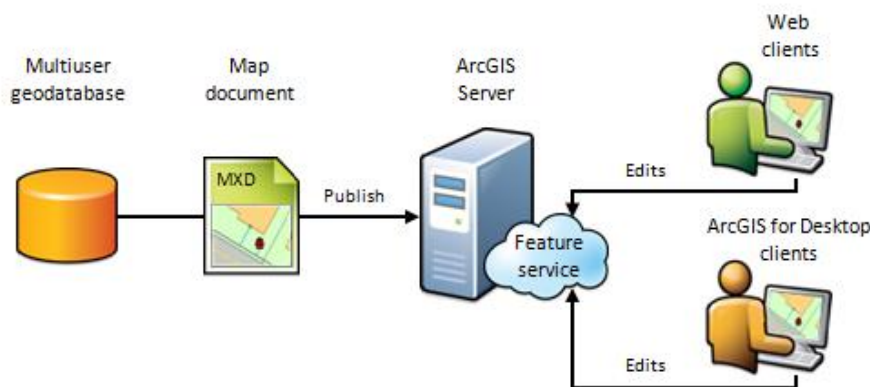 Multiuser
geodatabase
Map
document
ArcGIS
Server
Web
clients
MXD
Publish
Edits
Feature
service
ArcGIS for Desktop
clients
Edits